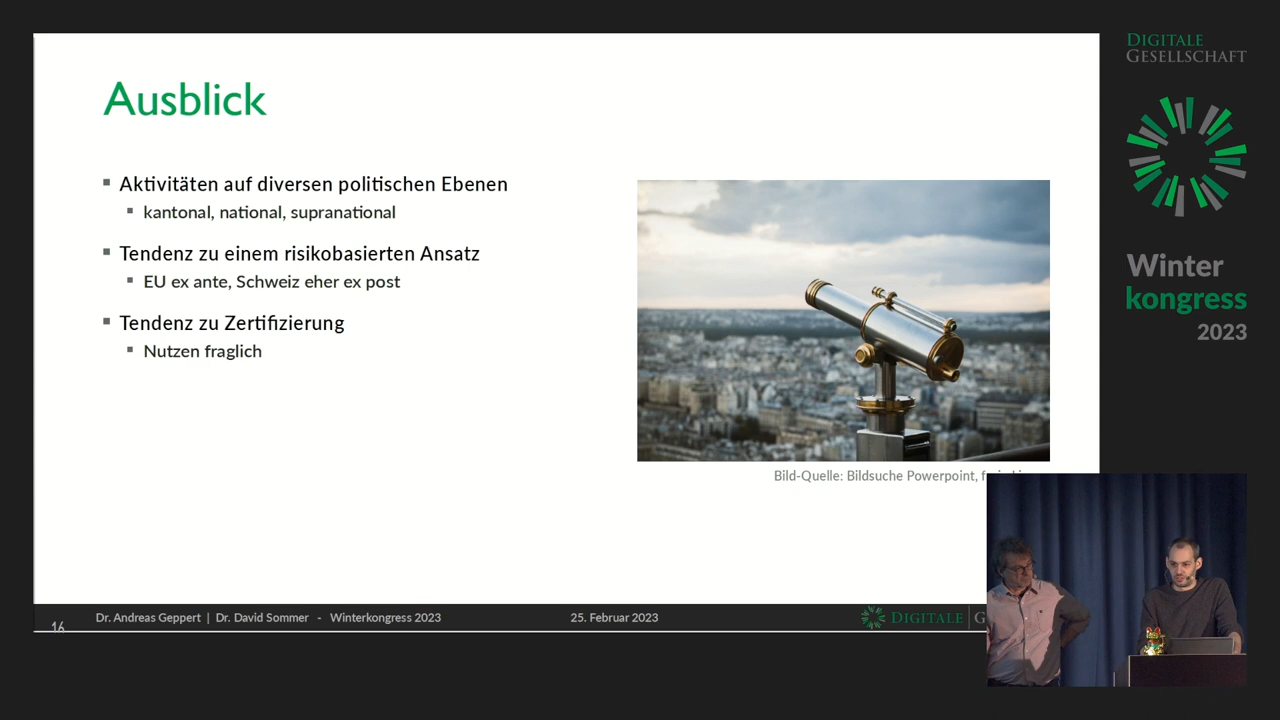 DIGITALE
GESELLSCHAFT
Ausblick
Aktivitäten auf diversen politischen Ebenen
kantonal, national, supranational
Tendenz zu einem risikobasierten Ansatz
EU ex ante, Schweiz eher ex post
Tendenz zu Zertifizierung
Nutzen fraglich
Bild-Quelle: Bildsuche Powerpoint,
Winter
kongress
2023
16
Dr. Andreas Geppert | Dr. David Sommer - Winterkongress 2023
25. Februar 2023
DIGITALE G